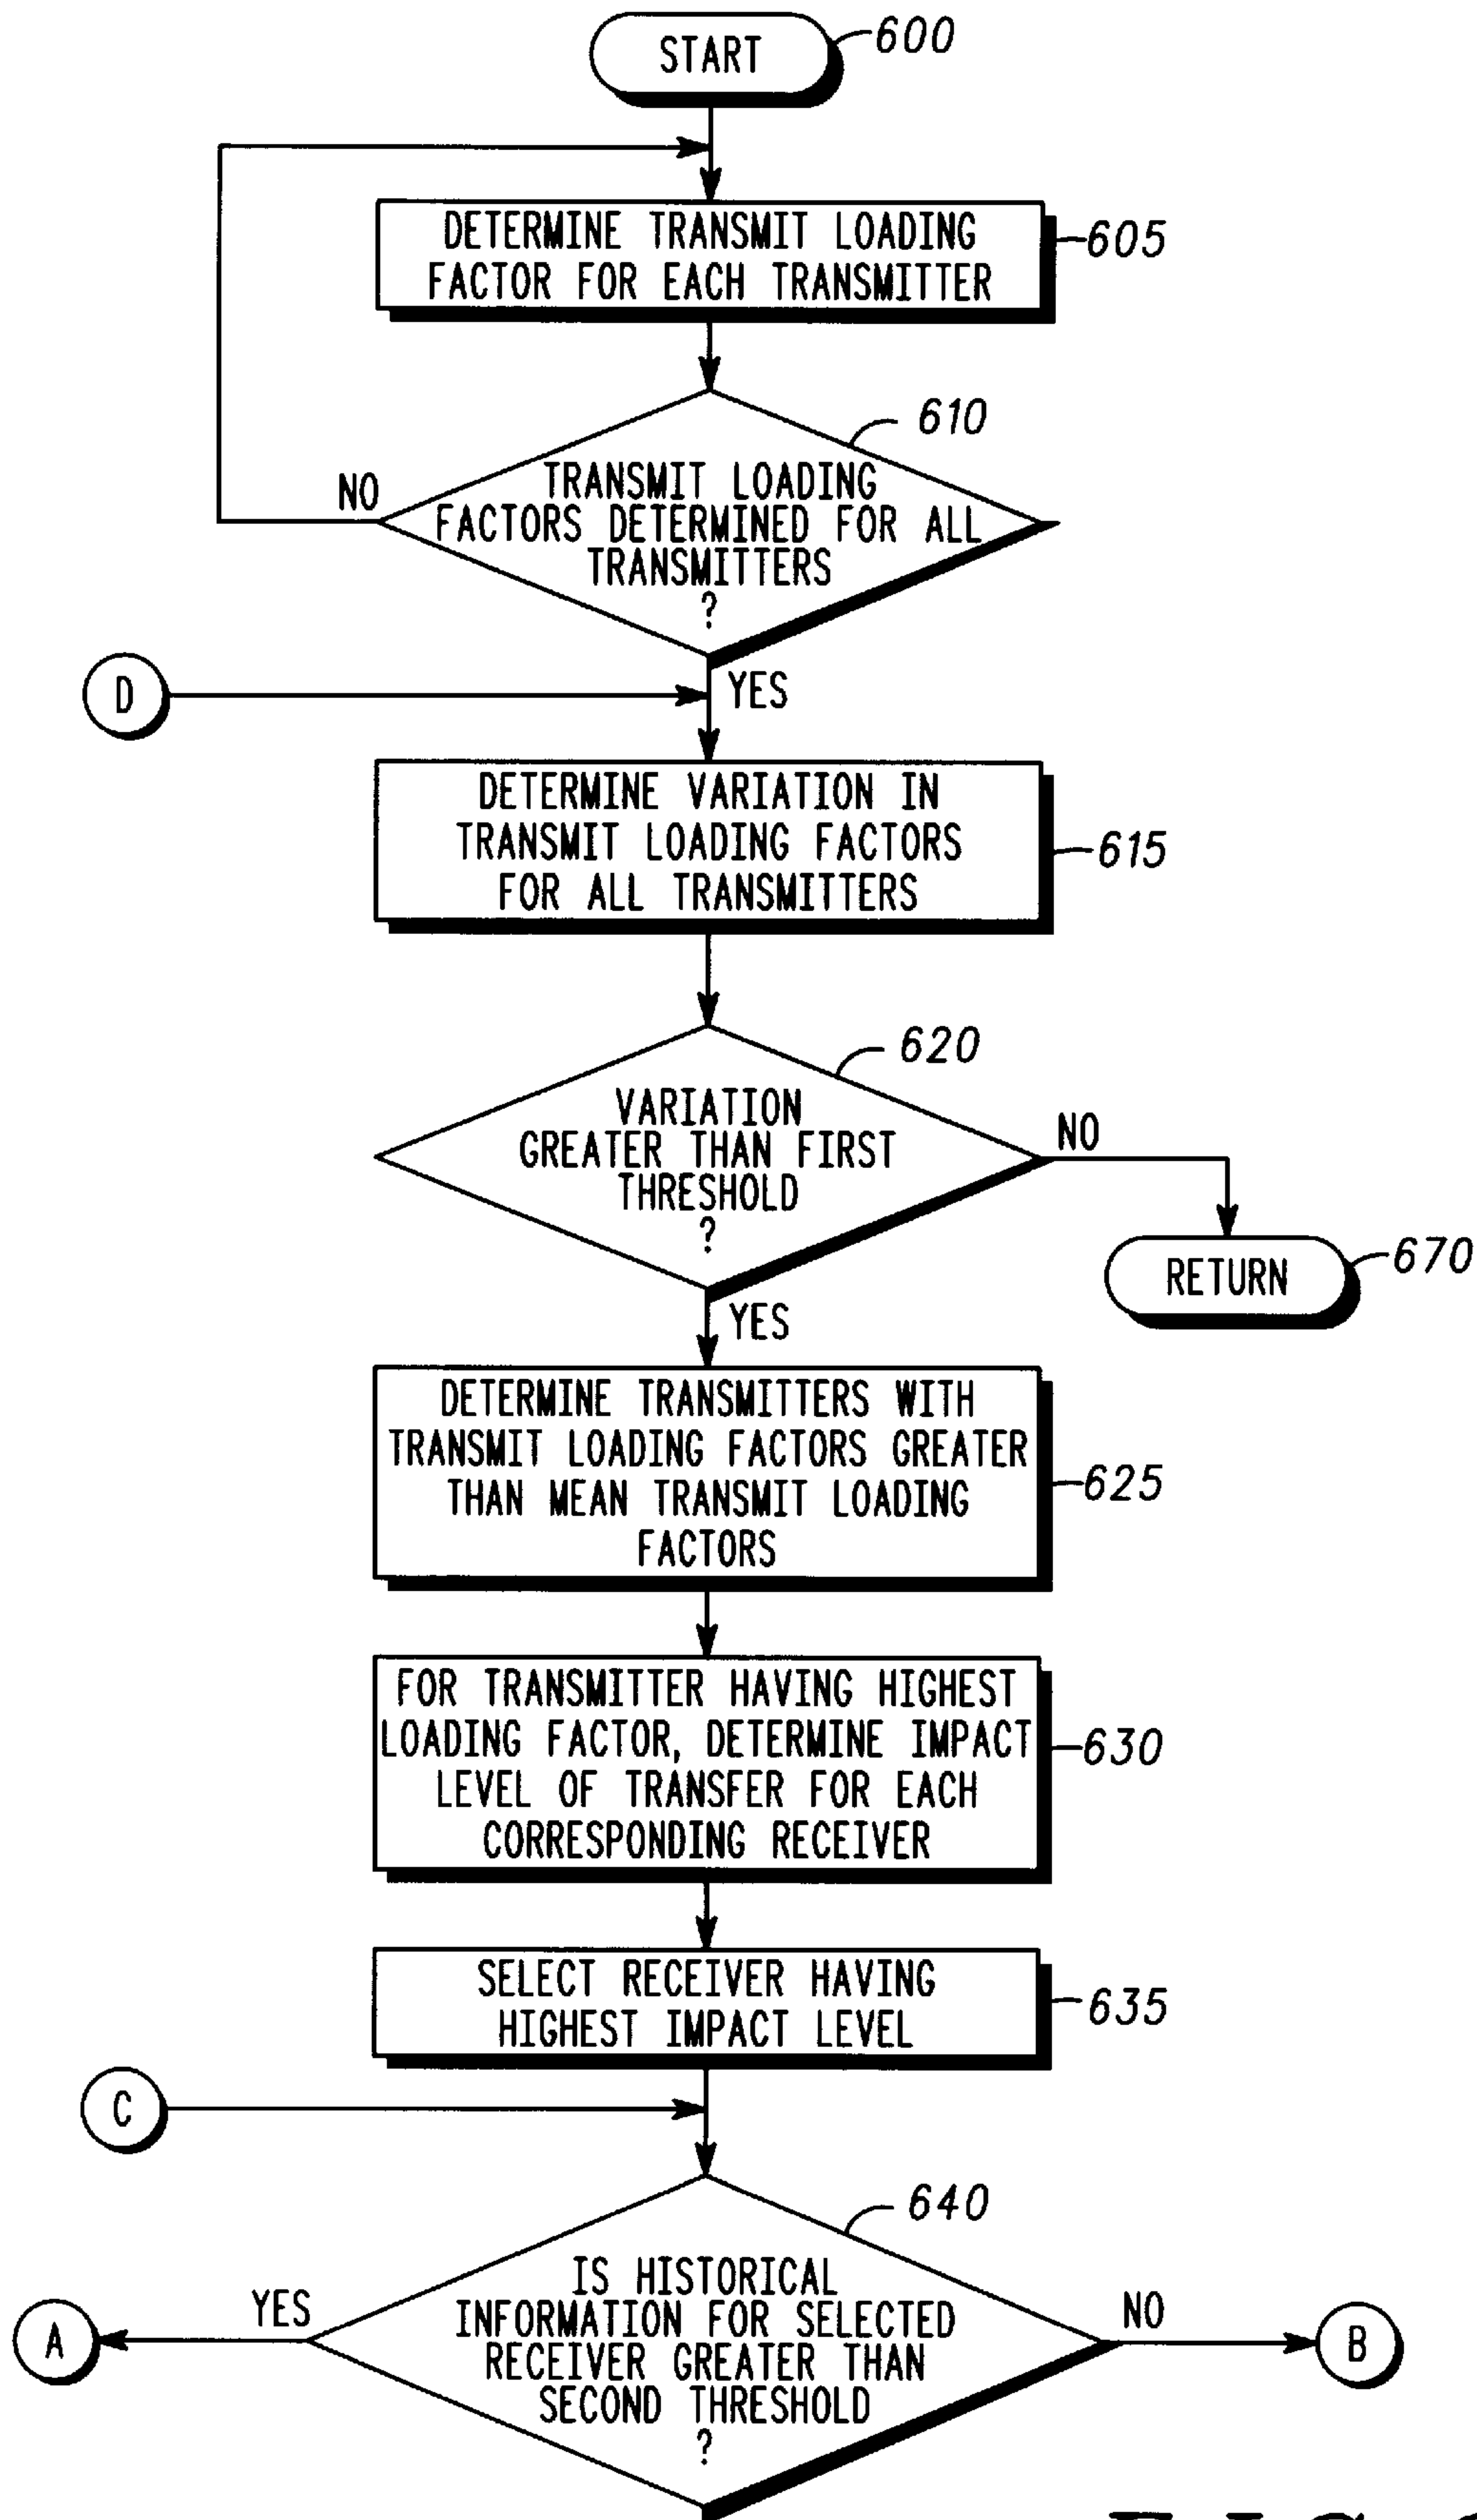 START
600
DETERMINE TRANSMIT LOADING
FACTOR FOR EACH TRANSMITTER
605
610
TRANSMIT LOADING
FACTORS DETERMINED FOR ALL
TRANSMITTERS
?
NO
YES
D
DETERMINE VARIATION IN
TRANSMIT LOADING FACTORS
FOR ALL TRANSMITTERS
615
620
VARIATION
GREATER THAN FIRST
THRESHOLD
?
NO
RETURN
670
YES
DETERMINE TRANSMITTERS WITH
TRANSMIT LOADING FACTORS GREATER
THAN MEAN TRANSMIT LOADING
FACTORS
625
FOR TRANSMITTER HAVING HIGHEST
LOADING FACTOR, DETERMINE IMPACT
LEVEL OF TRANSFER FOR EACH
CORRESPONDING RECEIVER
630
SELECT RECEIVER HAVING
HIGHEST IMPACT LEVEL
635
C
640
IS HISTORICAL
INFORMATION FOR SELECTED
RECEIVER GREATER THAN
SECOND THRESHOLD
?
YES
A
NO
B